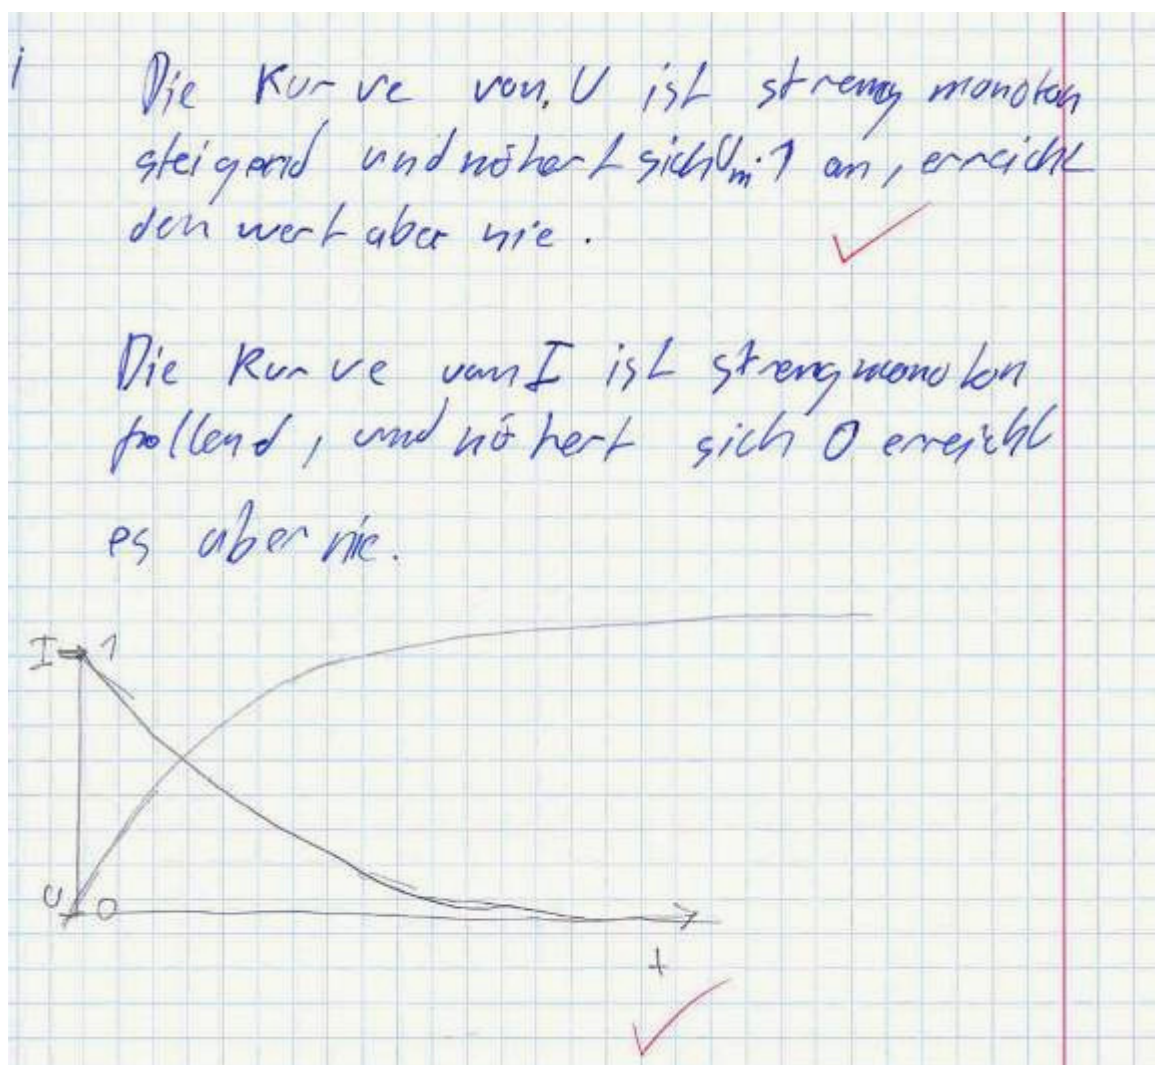 i
Die Kurve von U ist streng monoton
steigend und nähert sich Um·1 an, erreicht
den wert aber nie.
Die Kurve von I ist streng monoton
fallend, und nähert sich 0 erreicht
es aber nie.
I 1
U 0
t